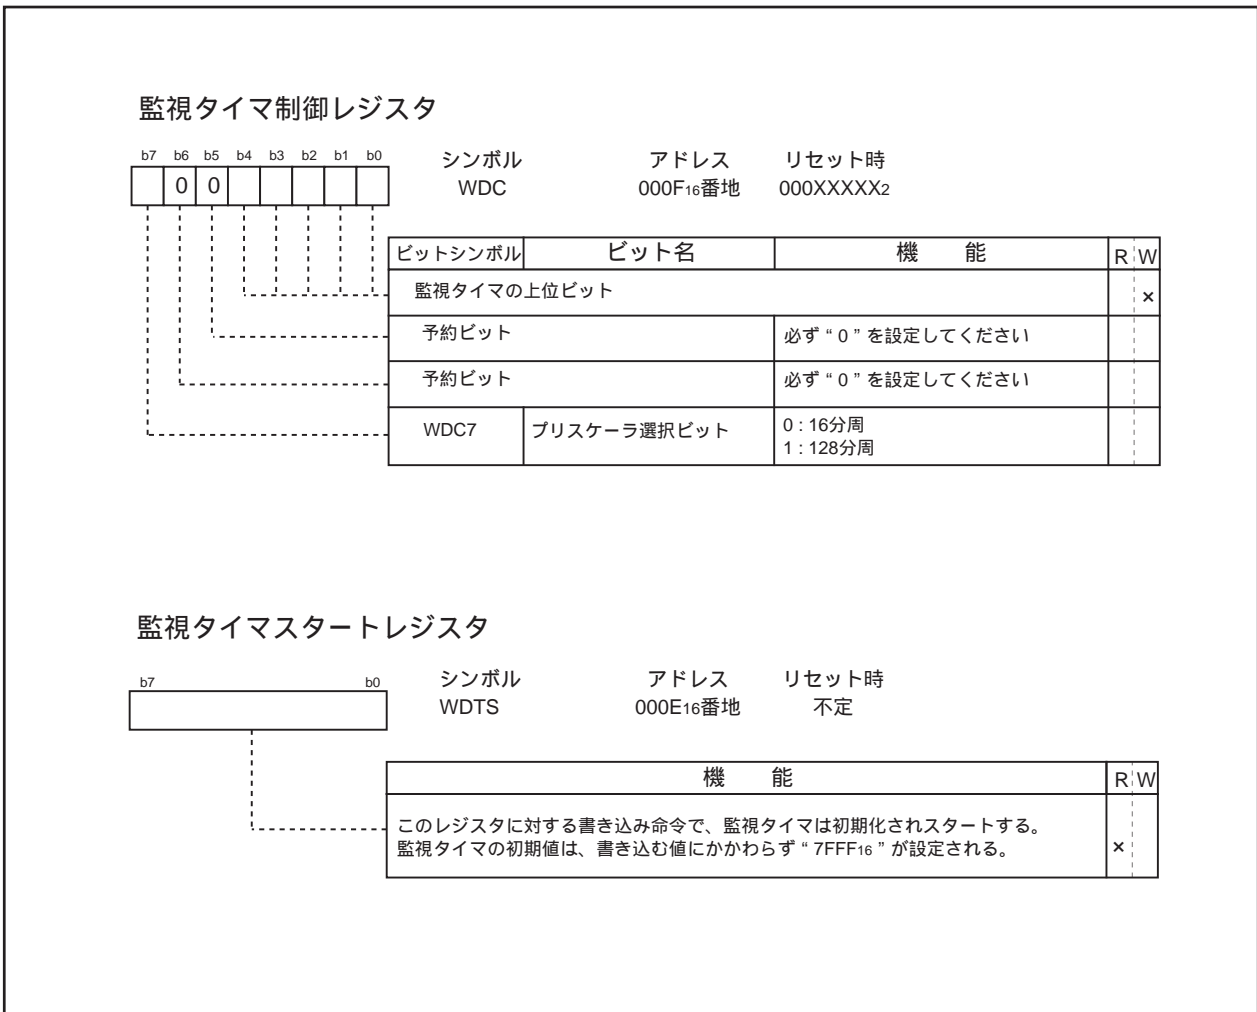 監視タイマ制御レジスタ
b7 b6 b5 b4 b3 b2 b1 b0
0 0
シンボル アドレス リセット時
WDC 000F16番地 000XXXXX2
ビットシンボル ビット名 機 能 R W
監視タイマの上位ビット ×
予約ビット 必ず“0”を設定してください
予約ビット 必ず“0”を設定してください
WDC7 プリスケーラ選択ビット 0 : 16分周
1 : 128分周
監視タイマスタートレジスタ
b7 b0
シンボル アドレス リセット時
WDTS 000E16番地 不定
機 能 R W
このレジスタに対する書き込み命令で、監視タイマは初期化されスタートする。
監視タイマの初期値は、書き込む値にかかわらず“7FFF16”が設定される。 ×